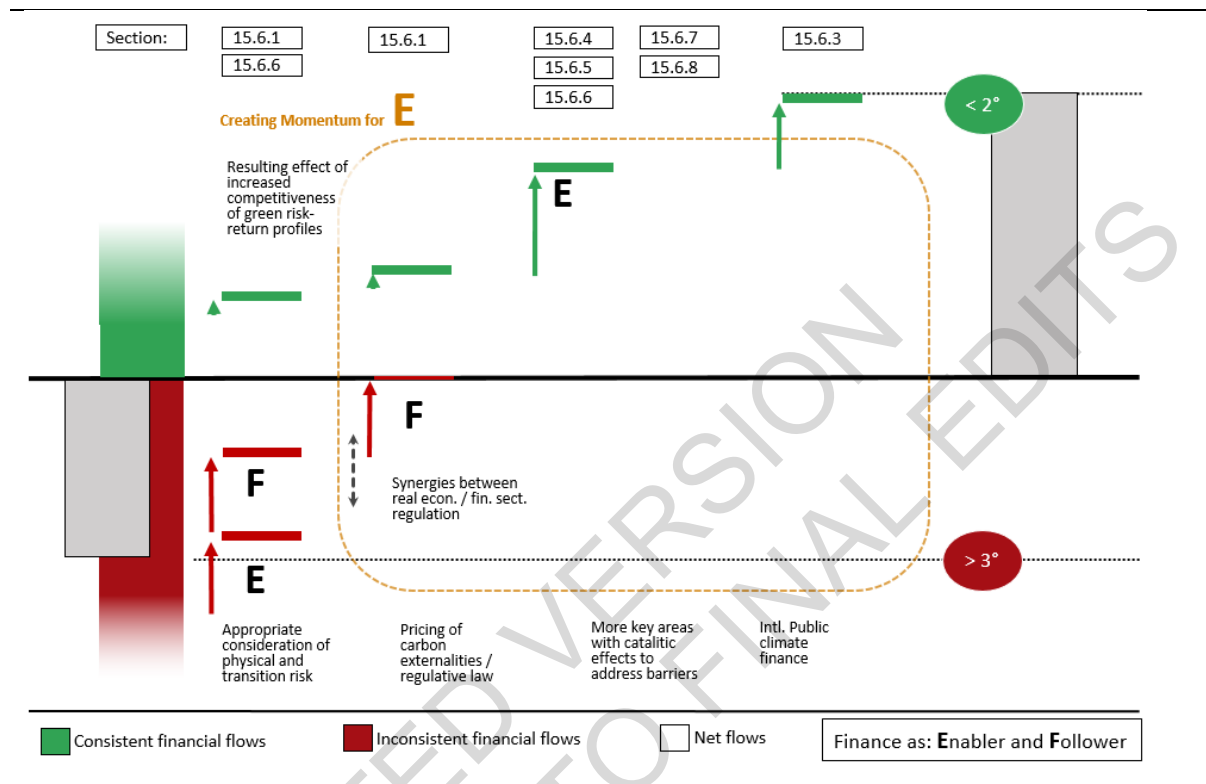 Section:
15.6.1
15.6.6
15.6.1
15.6.4
15.6.5
15.6.6
15.6.7
15.6.8
15.6.3
Creating Momentum for E
Resulting effect of
increased
competitiveness
of green risk-
return profiles
< 2°
E
F
Synergies between
real econ. / fin. sect.
regulation
F
E
> 3°
Appropriate
consideration of
physical and
transition risk
Pricing of
carbon
externalities /
regulative law
More key areas
with catalitic
effects to
address barriers
Intl. Public
climate
finance
Consistent financial flows
Inconsistent financial flows
Net flows
Finance as: Enabler and Follower
TED VERSION
TO FINAL EDITS